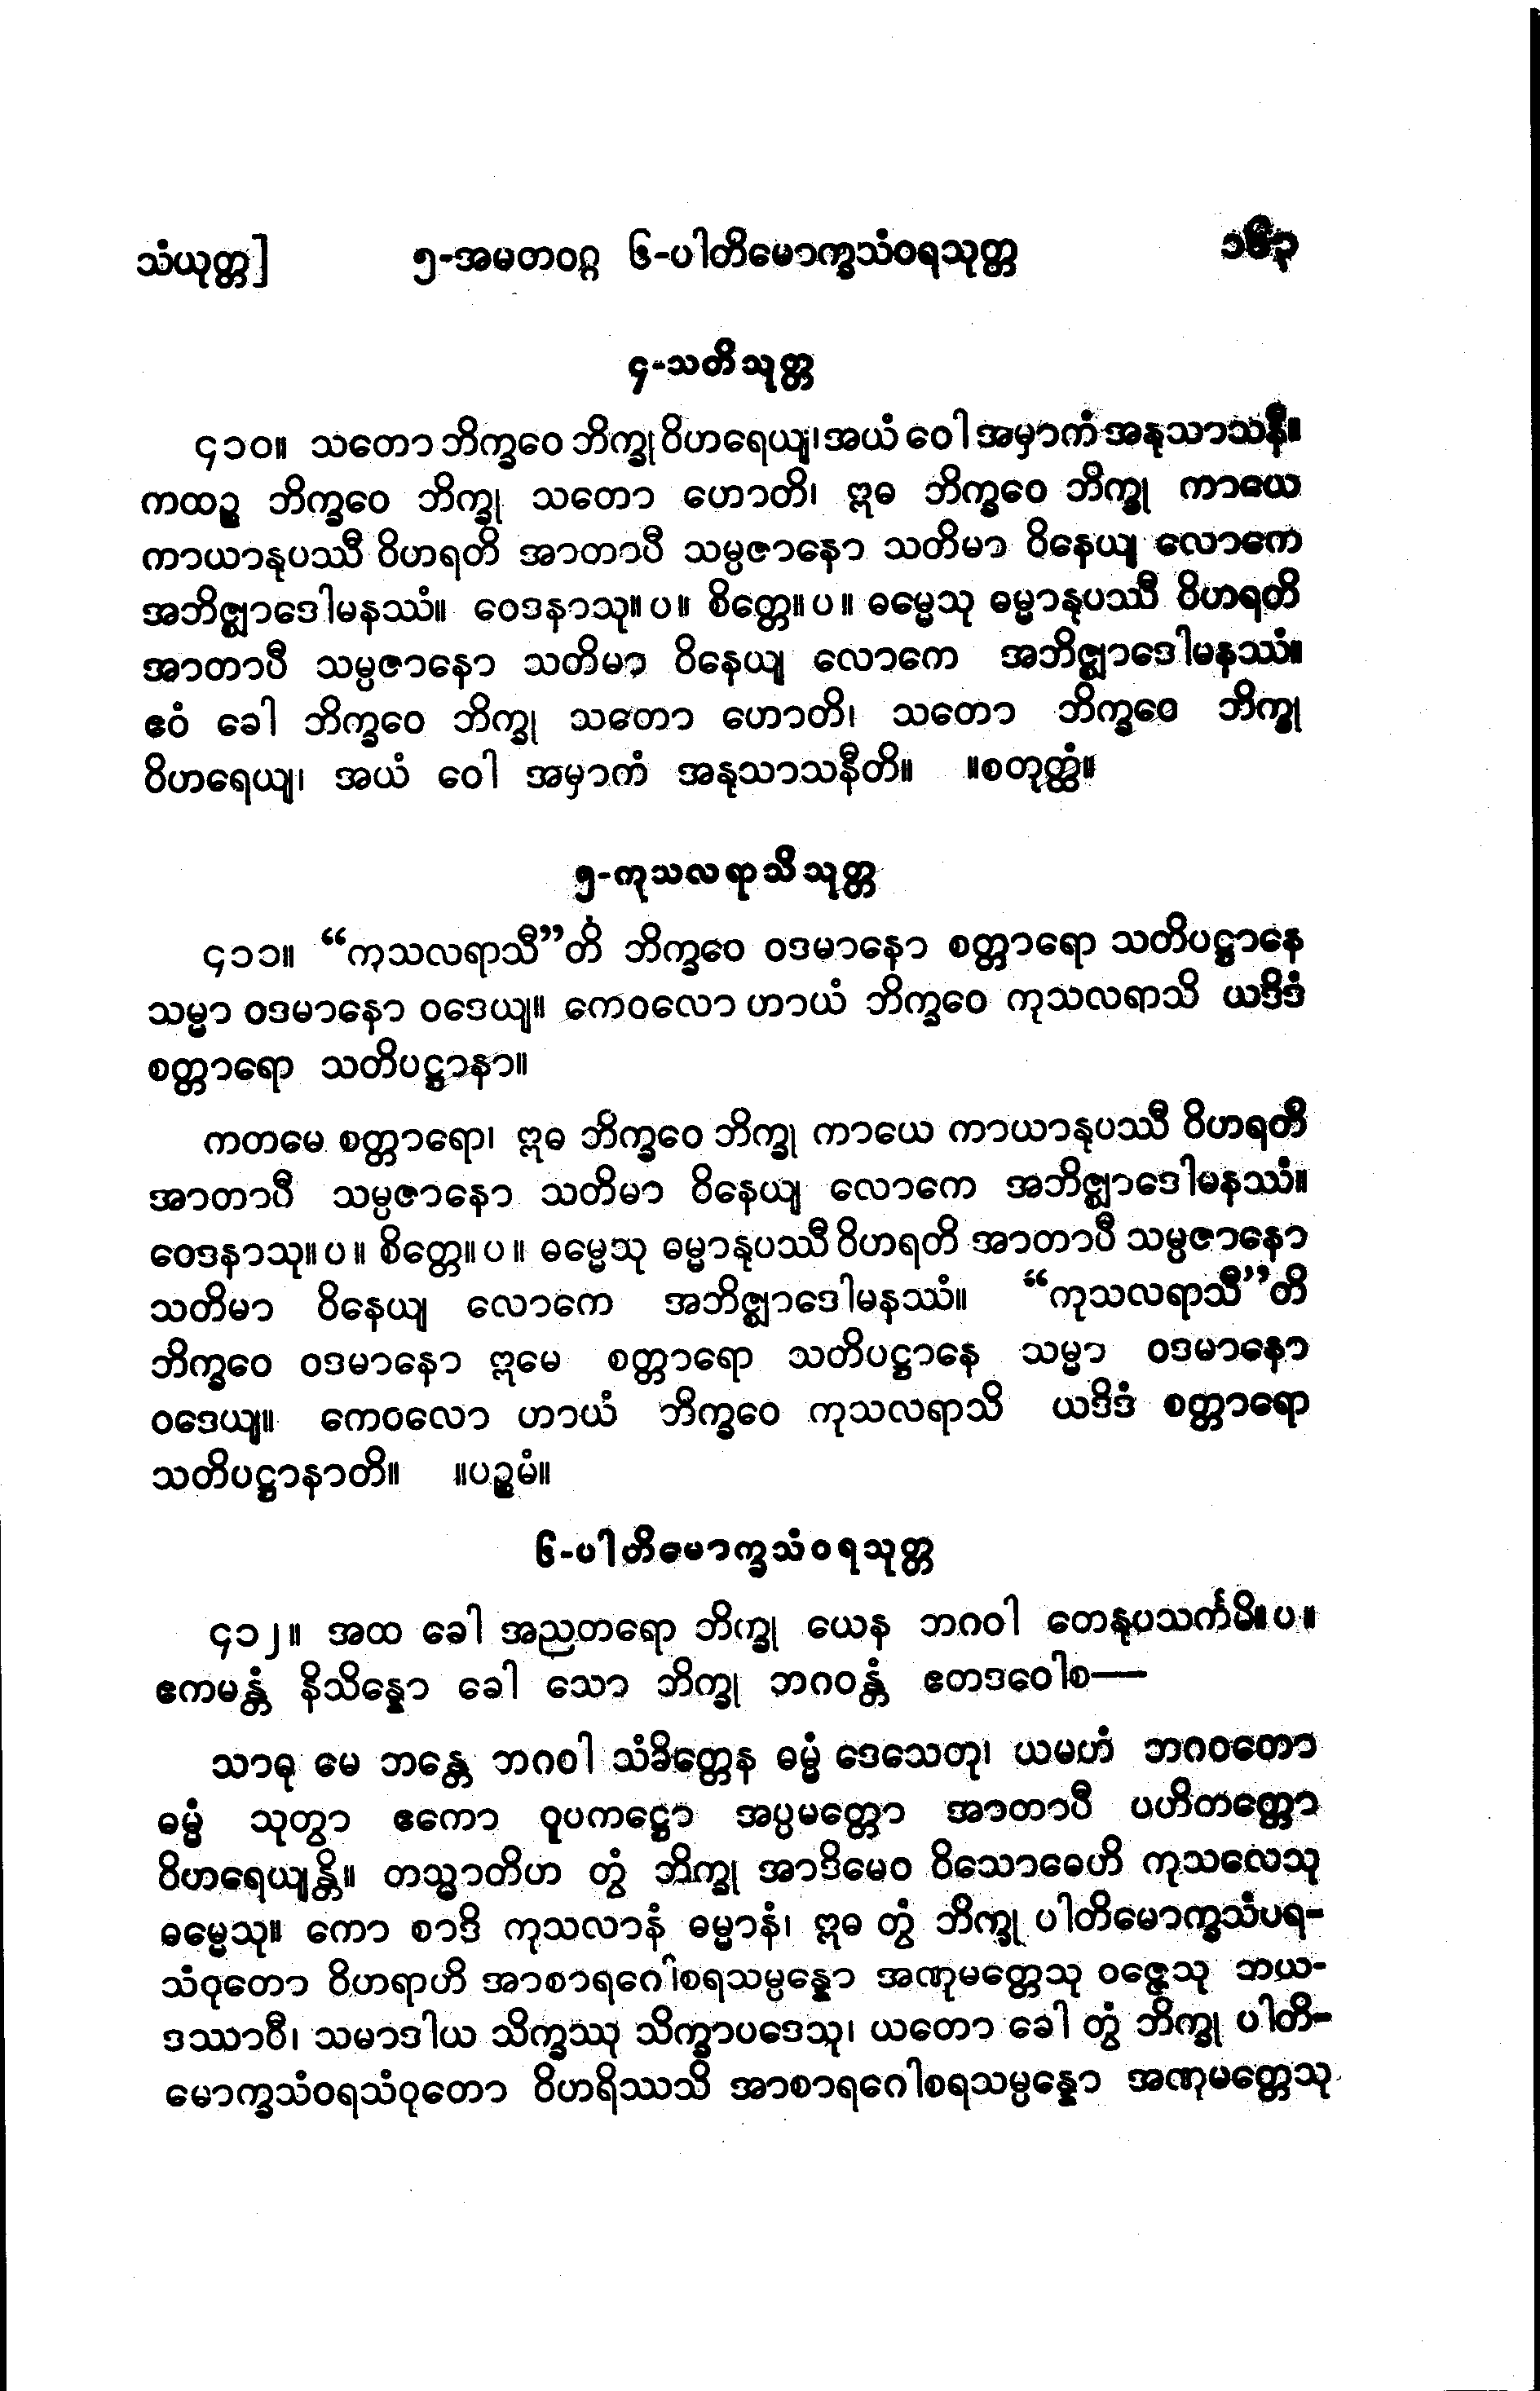 သံယုတ္တ] ၅-အမတဝဂ္ဂ ၆-ပါတိမောက္ခသံဝရသုတ္တ
၄-သတိသုတ္တ
၄၁၀။ သတော ဘိက္ခဝေ ဘိက္ခု ဝိဟရေယျ၊ အယံ ဝေါ အမှာကံ အနုသာသနီ။
ကထဉ္စ ဘိက္ခဝေ ဘိက္ခု သတော ဟောတိ၊ ဣဓ ဘိက္ခဝေ ဘိက္ခု ကာယေ
ကာယာနုပဿီ ဝိဟရတိ အာတာပီ သမ္ပဇာနော သတိမာ ဝိနေယျ လောကေ
အဘိဇ္ဈာဒေါမနဿံ။ ဝေဒနာသု။ပ။ စိတ္တေ။ပ။ ဓမ္မေသု ဓမ္မာနုပဿီ ဝိဟရတိ
အာတာပီ သမ္ပဇာနော သတိမာ ဝိနေယျ လောကေ အဘိဇ္ဈာဒေါမနဿံ။
ဧဝံ ခေါ ဘိက္ခဝေ ဘိက္ခု သတော ဟောတိ၊ သတော ဘိက္ခဝေ ဘိက္ခု
ဝိဟရေယျ၊ အယံ ဝေါ အမှာကံ အနုသာသနီတိ။ ။စတုတ္ထံ။
၅-ကုသလရာသိသုတ္တ
၄၁၁။ “ကုသလရာသီ”တိ ဘိက္ခဝေ ဝဒမာနော စတ္တာရော သတိပဋ္ဌာနေ
သမ္မာ ဝဒမာနော ဝဒေယျ။ ကေဝလော ဟာယံ ဘိက္ခဝေ ကုသလရာသိ ယဒိဒံ
စတ္တာရော သတိပဋ္ဌာနာ။
ကတမေ စတ္တာရော၊ ဣဓ ဘိက္ခဝေ ဘိက္ခု ကာယေ ကာယာနုပဿီ ဝိဟရတိ
အာတာပီ သမ္ပဇာနော သတိမာ ဝိနေယျ လောကေ အဘိဇ္ဈာဒေါမနဿံ။
ဝေဒနာသု။ပ။ စိတ္တေ။ပ။ ဓမ္မေသု ဓမ္မာနုပဿီ ဝိဟရတိ အာတာပီ သမ္ပဇာနော
သတိမာ ဝိနေယျ လောကေ အဘိဇ္ဈာဒေါမနဿံ။ “ကုသလရာသီ”တိ
ဘိက္ခဝေ ဝဒမာနော ဣမေ စတ္တာရော သတိပဋ္ဌာနေ သမ္မာ ဝဒမာနော
ဝဒေယျ။ ကေဝလော ဟာယံ ဘိက္ခဝေ ကုသလရာသိ ယဒိဒံ စတ္တာရော
သတိပဋ္ဌာနာတိ။ ။ပဉ္စမံ။
၆-ပါတိမောက္ခသံဝရသုတ္တ
၄၁၂။ အထ ခေါ အညတရော ဘိက္ခု ယေန ဘဂဝါ တေနုပသင်္ကမိ။ပ။
ဧကမန္တံ နိသိန္နော ခေါ သော ဘိက္ခု ဘဂဝန္တံ ဧတဒဝေါစ—
သာဓု မေ ဘန္တေ ဘဂဝါ သံခိတ္တေန ဓမ္မံ ဒေသေတု၊ ယမဟံ ဘဂဝတော
ဓမ္မံ သုတွာ ဧကော ဝူပကဋ္ဌော အပ္ပမတ္တော အာတာပီ ပဟိတတ္တော
ဝိဟရေယျန္တိ။ တသ္မာတိဟ တွံ ဘိက္ခု အာဒိမေဝ ဝိသောဓေဟိ ကုသလေသု
ဓမ္မေသု။ ကော စာဒိ ကုသလာနံ ဓမ္မာနံ၊ ဣဓ တွံ ဘိက္ခု ပါတိမောက္ခသံပရ-
သံဝုတော ဝိဟရာဟိ အာစာရဂေါစရသမ္ပန္နော အဏုမတ္တေသု ဝဇ္ဇေသု ဘယ-
ဒဿာဝီ၊ သမာဒါယ သိက္ခဿု သိက္ခာပဒေသု၊ ယတော ခေါ တွံ ဘိက္ခု ပါတိ-
မောက္ခသံဝရသံဝုတော ဝိဟရိဿသိ အာစာရဂေါစရသမ္ပန္နော အဏုမတ္တေသု